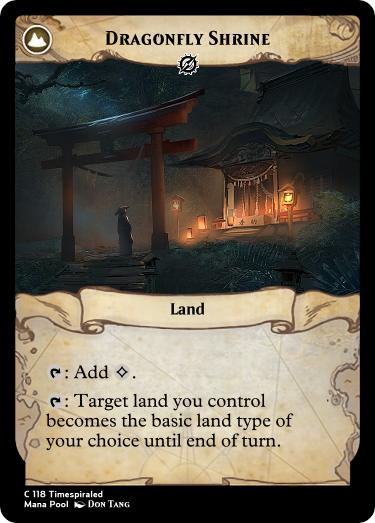 DRAGONFLY SHRINE
Land
: Add .
: Target land you control
becomes the basic land type of
your choice until end of turn.
C 118 Timespiraled
Mana Pool DON TANG